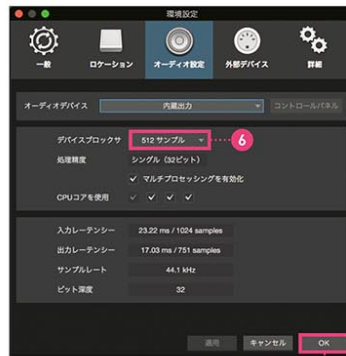 環境設定
一般 ロケーション オーディオ設定 外部デバイス 詳細
オーディオデバイス 内蔵出力 コントロールパネル
デバイスブロックサ 512 サンプル 6
処理精度 シングル (32ビット)
マルチプロセッシングを有効化
CPUコアを使用
入力レーテンシー 23.22 ms / 1024 samples
出力レーテンシー 17.03 ms / 751 samples
サンプルレート 44.1 kHz
ビット深度 32
適用 キャンセル OK